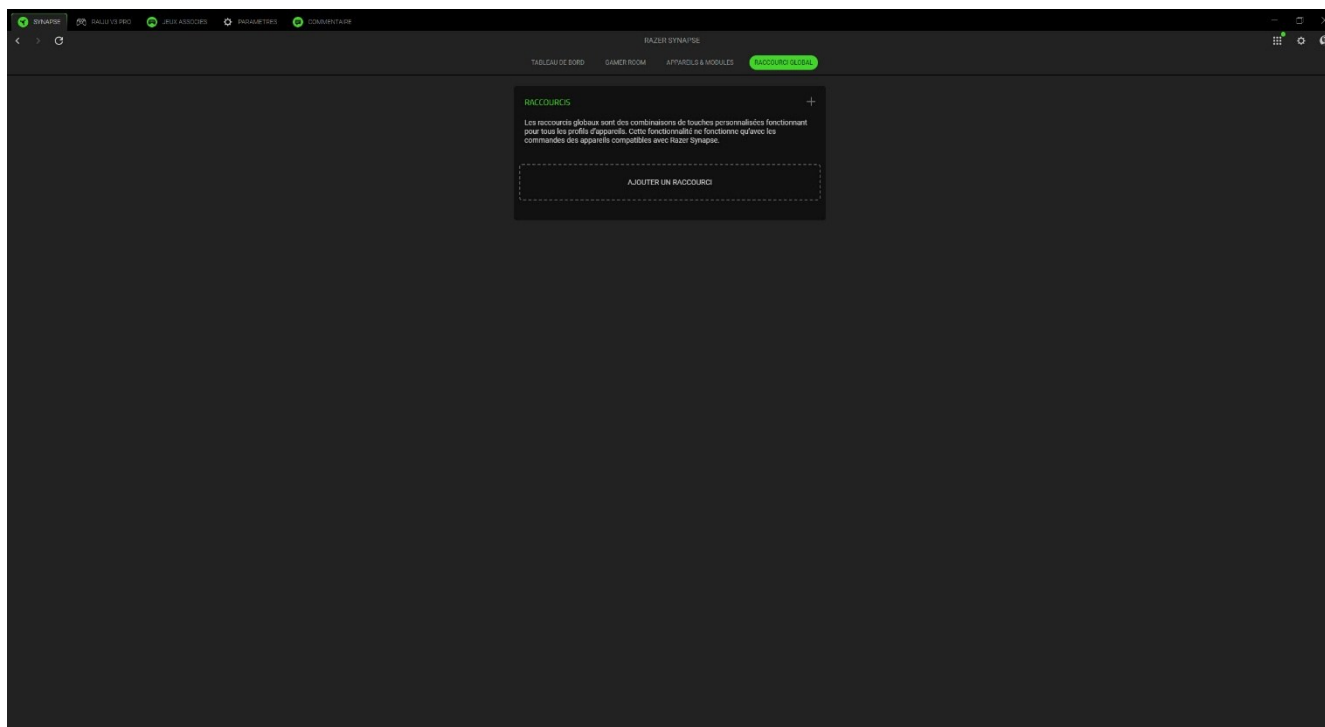 SYNAPSE RAIJU V3 PRO JEUX ASSOCIÉS PARAMÈTRES COMMENTAIRE
RAZER SYNAPSE
TABLEAU DE BORD GAMER ROOM APPAREILS & MODULES RACCOURCI GLOBAL
RACCOURCIS
Les raccourcis globaux sont des combinaisons de touches personnalisées fonctionnant
pour tous les profils d'appareils. Cette fonctionnalité ne fonctionne qu'avec les
commandes des appareils compatibles avec Razer Synapse.
AJOUTER UN RACCOURCI